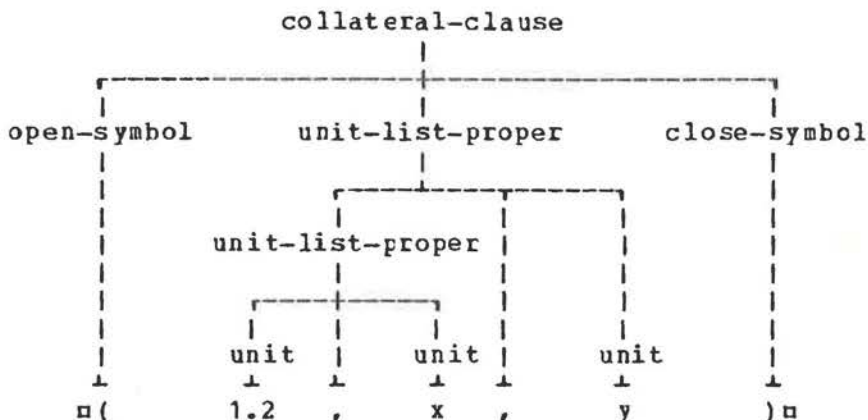 collateral-clause
open-symbol unit-list-proper close-symbol
unit-list-proper
unit unit unit
¤( 1.2 , x , y )¤